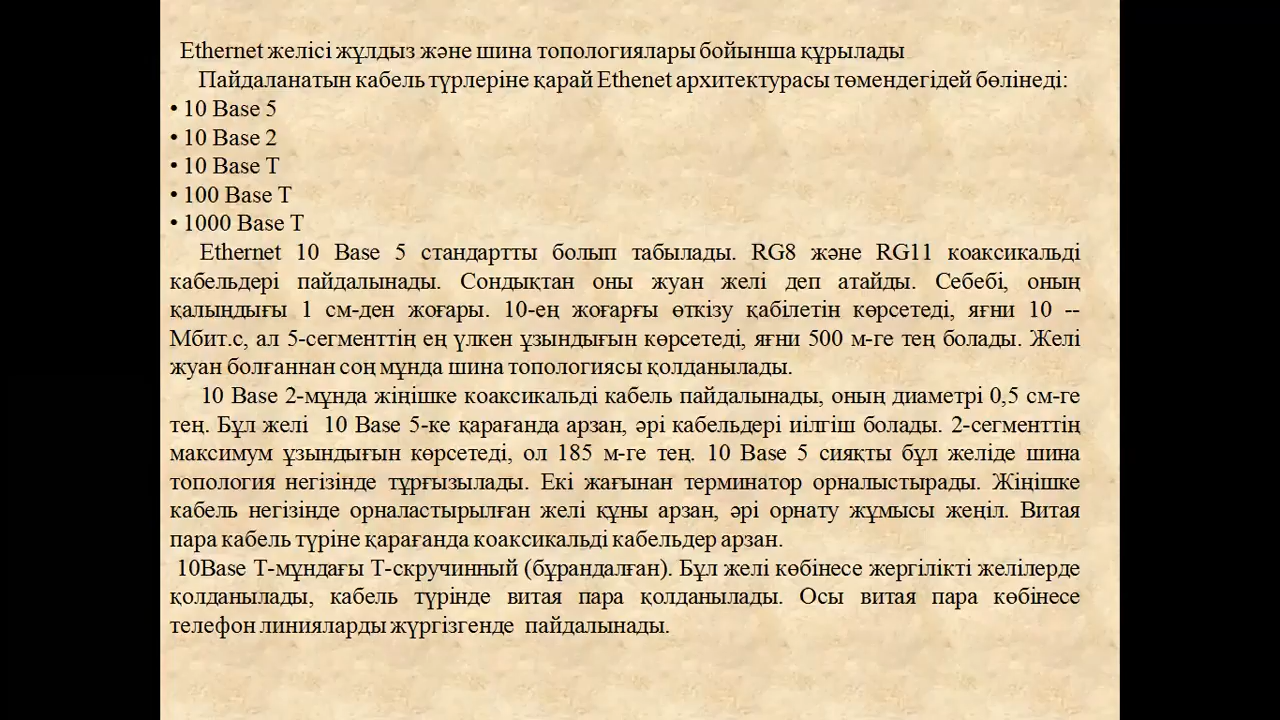 Ethernet желісі жұлдыз және шина топологиялары бойынша құрылады
Пайдаланатын кабель түрлеріне қарай Ethenet архитектурасы төмендегідей бөлінеді:
• 10 Base 5
• 10 Base 2
• 10 Base T
• 100 Base T
• 1000 Base T
Ethernet 10 Base 5 стандартты болып табылады. RG8 және RG11 коаксикальді
кабельдері пайдалынады. Сондықтан оны жуан желі деп атайды. Себебі, оның
қалыңдығы 1 см-ден жоғары. 10-ең жоғарғы өткізу қабілетін көрсетеді, яғни 10 --
Мбит.с, ал 5-сегменттің ең үлкен ұзындығын көрсетеді, яғни 500 м-ге тең болады. Желі
жуан болғаннан соң мұнда шина топологиясы қолданылады.
10 Base 2-мұнда жіңішке коаксикальді кабель пайдалынады, оның диаметрі 0,5 см-ге
тең. Бұл желі 10 Base 5-ке қарағанда арзан, әрі кабельдері иілгіш болады. 2-сегменттің
максимум ұзындығын көрсетеді, ол 185 м-ге тең. 10 Base 5 сияқты бұл желіде шина
топология негізінде тұрғызылады. Екі жағынан терминатор орналыстырады. Жіңішке
кабель негізінде орналастырылған желі құны арзан, әрі орнату жұмысы жеңіл. Витая
пара кабель түріне қарағанда коаксикальді кабельдер арзан.
10Base T-мұндағы T-скручинный (бұрандалған). Бұл желі көбінесе жергілікті желілерде
қолданылады, кабель түрінде витая пара қолданылады. Осы витая пара көбінесе
телефон линияларды жүргізгенде пайдалынады.